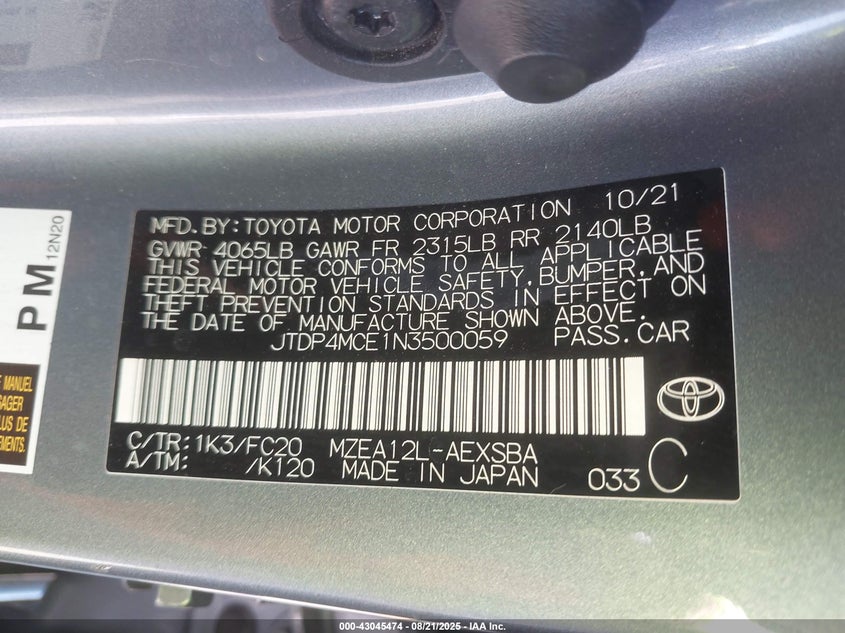 MFD. BY: TOYOTA MOTOR CORPORATION 10/21
GVWR 4065LB GAWR FR 2315LB RR 2140LB
THIS VEHICLE CONFORMS TO ALL APPLICABLE
FEDERAL MOTOR VEHICLE SAFETY, BUMPER, AND
THEFT PREVENTION STANDARDS IN EFFECT ON
THE DATE OF MANUFACTURE SHOWN ABOVE.
JTDP4MCE1N3500059 PASS. CAR
C/TR: 1K3/FC20 MZEA12L-AEXSBA
A/TM: /K120 MADE IN JAPAN 033 C
PM 12N20
MANUEL
PLUS DE
000-43045474 - 08/21/2025 - IAA Inc.